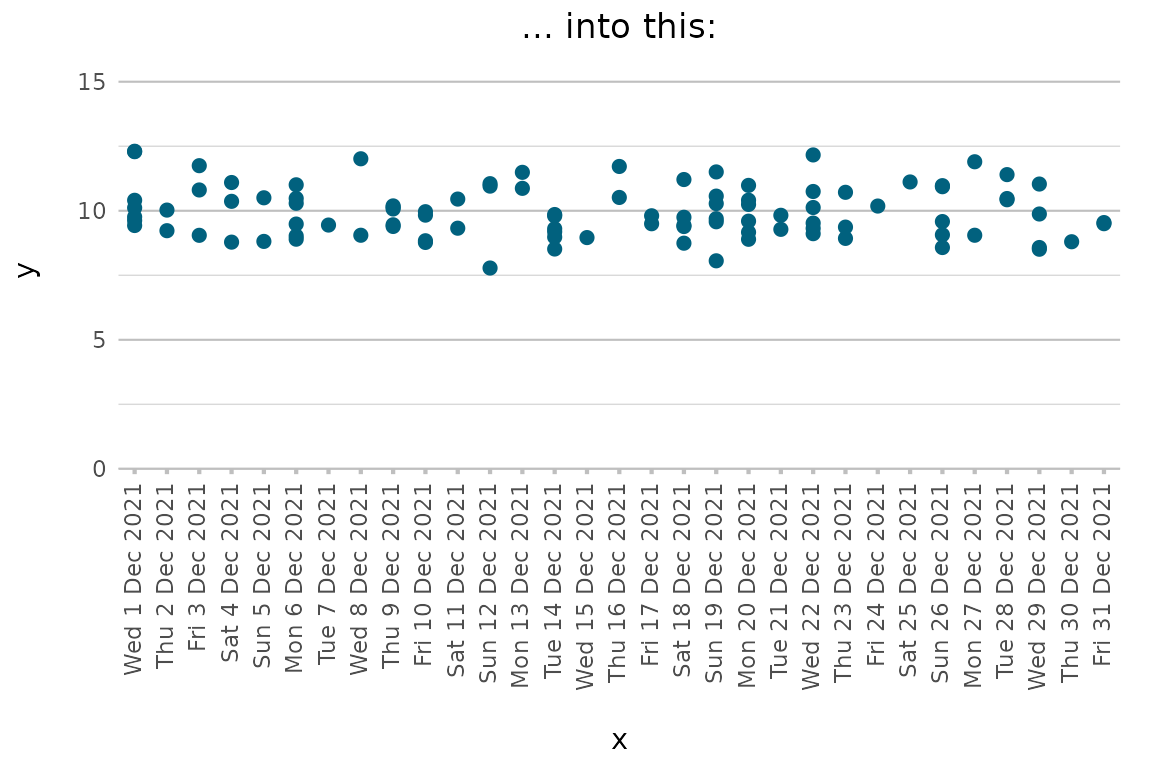 ... into this:
15
10
5
0
y
Wed 1 Dec 2021
Thu 2 Dec 2021
Fri 3 Dec 2021
Sat 4 Dec 2021
Sun 5 Dec 2021
Mon 6 Dec 2021
Tue 7 Dec 2021
Wed 8 Dec 2021
Thu 9 Dec 2021
Fri 10 Dec 2021
Sat 11 Dec 2021
Sun 12 Dec 2021
Mon 13 Dec 2021
Tue 14 Dec 2021
Wed 15 Dec 2021
Thu 16 Dec 2021
Fri 17 Dec 2021
Sat 18 Dec 2021
Sun 19 Dec 2021
Mon 20 Dec 2021
Tue 21 Dec 2021
Wed 22 Dec 2021
Thu 23 Dec 2021
Fri 24 Dec 2021
Sat 25 Dec 2021
Sun 26 Dec 2021
Mon 27 Dec 2021
Tue 28 Dec 2021
Wed 29 Dec 2021
Thu 30 Dec 2021
Fri 31 Dec 2021
x